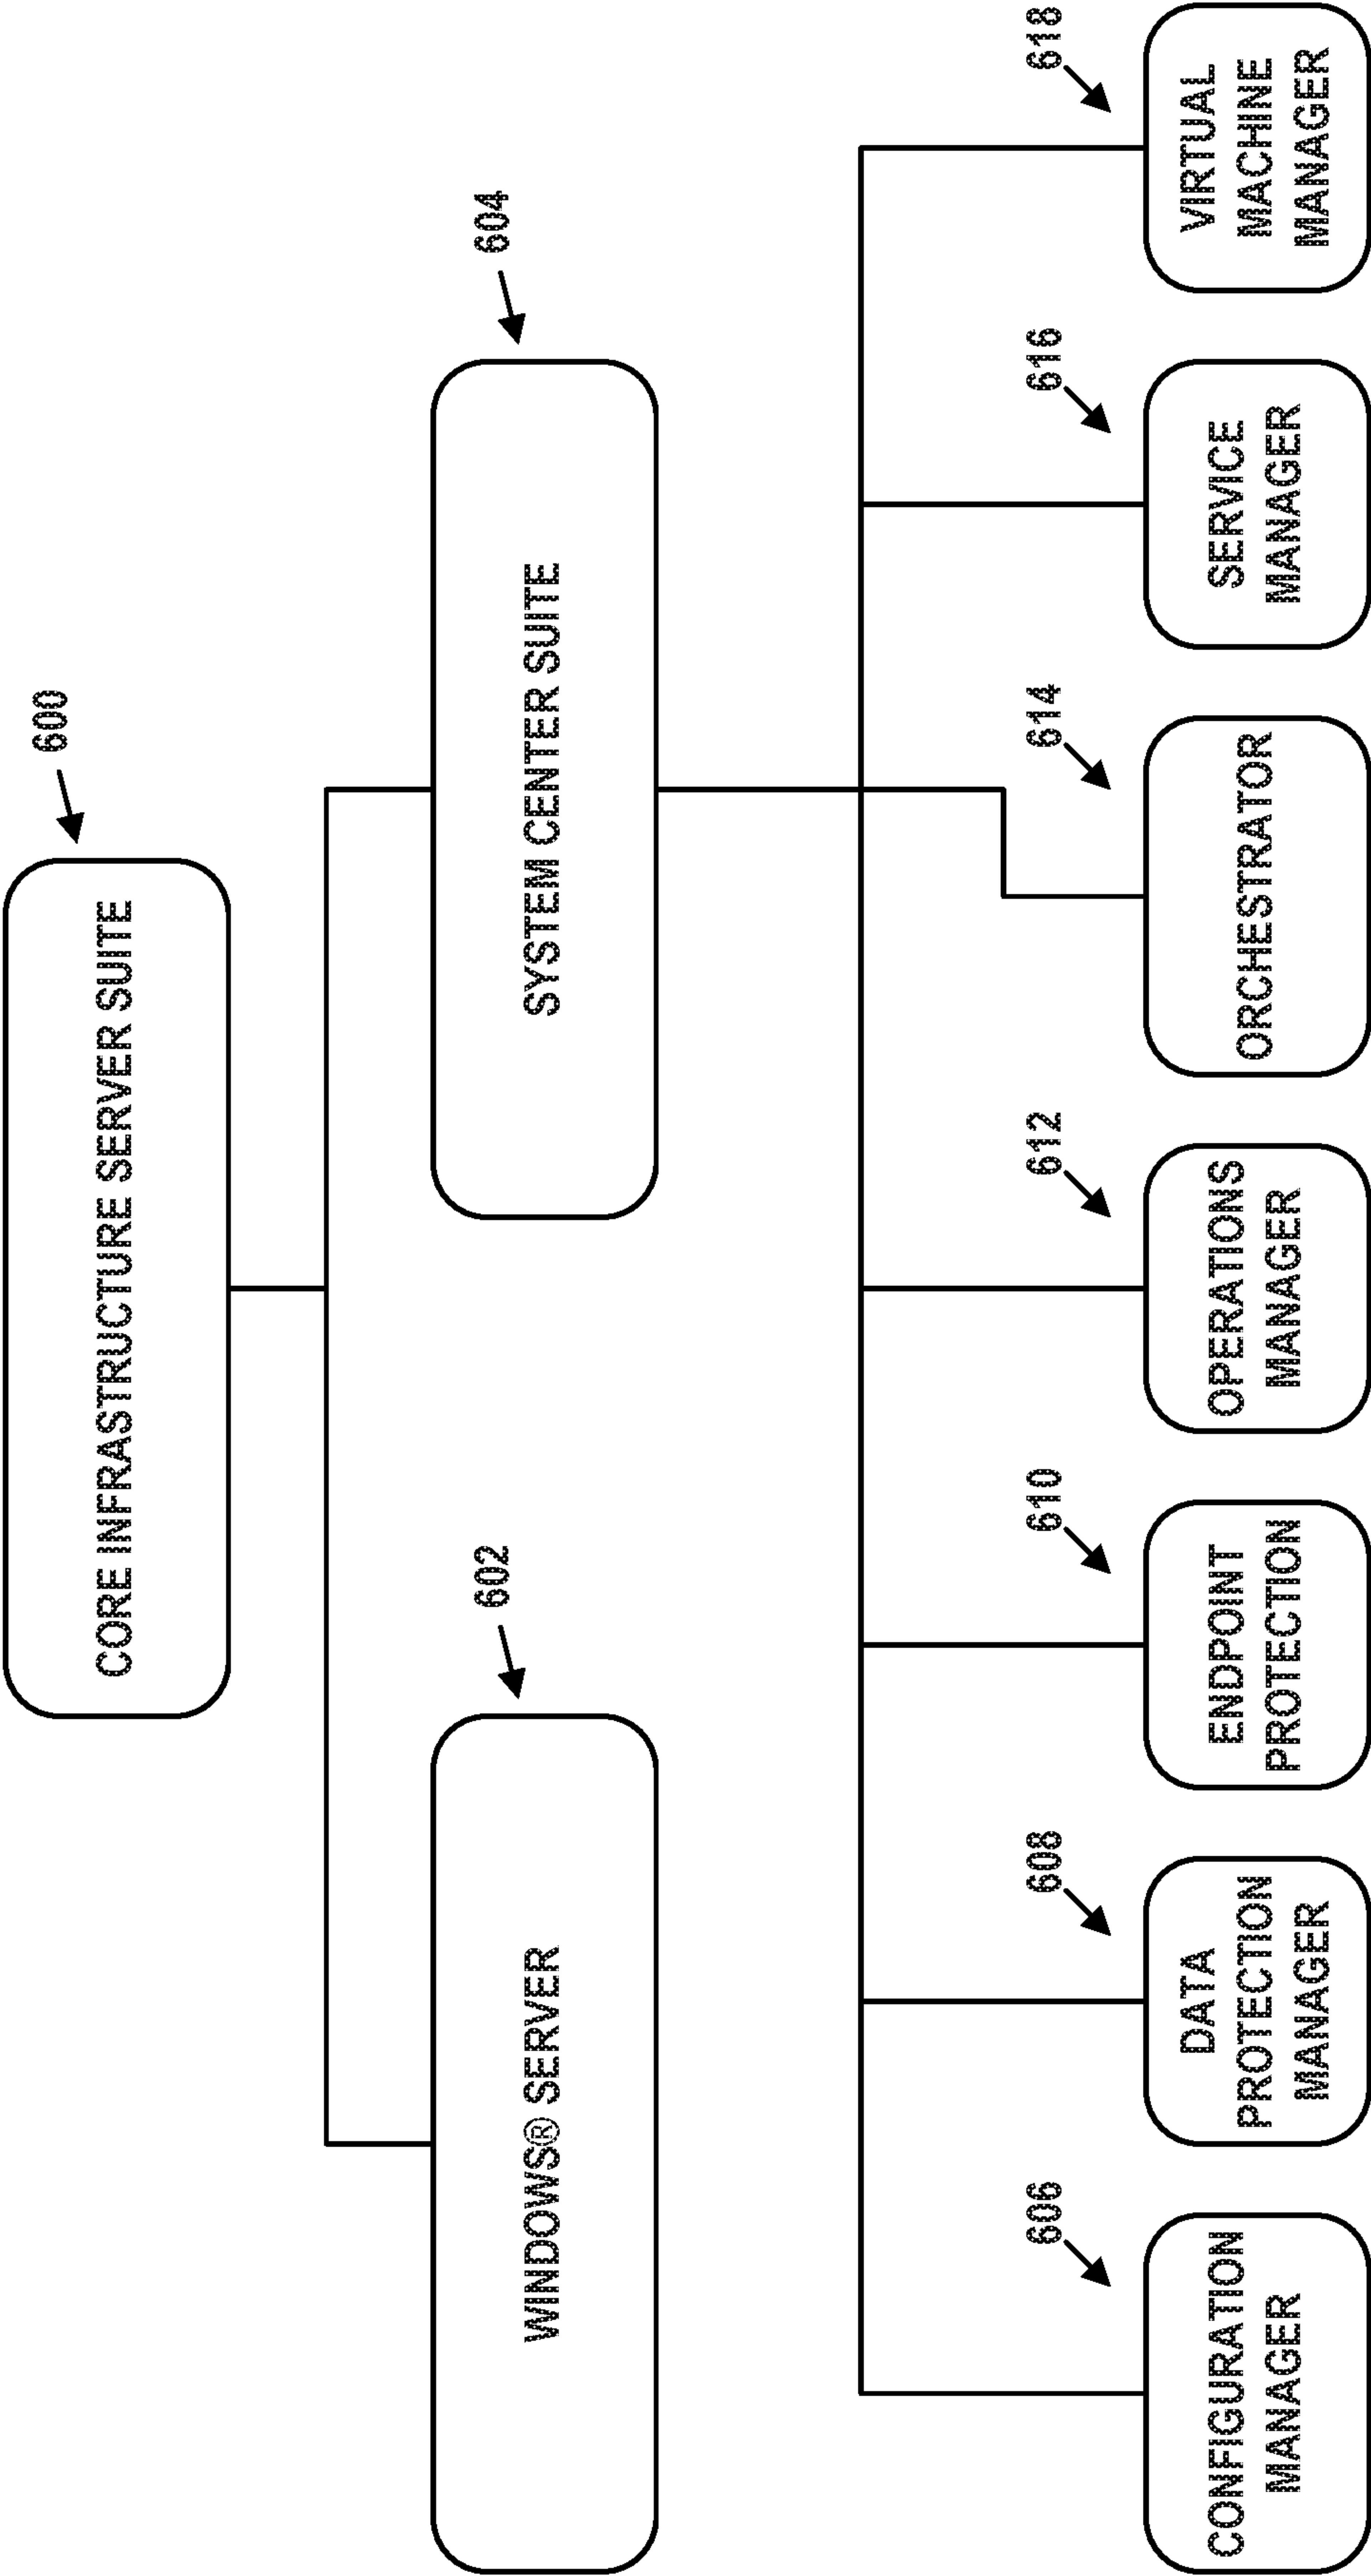 600
CORE INFRASTRUCTURE SERVER SUITE
602
WINDOWS® SERVER
604
SYSTEM CENTER SUITE
606
CONFIGURATION
MANAGER
608
DATA
PROTECTION
MANAGER
610
ENDPOINT
PROTECTION
612
OPERATIONS
MANAGER
614
ORCHESTRATOR
616
SERVICE
MANAGER
618
VIRTUAL
MACHINE
MANAGER